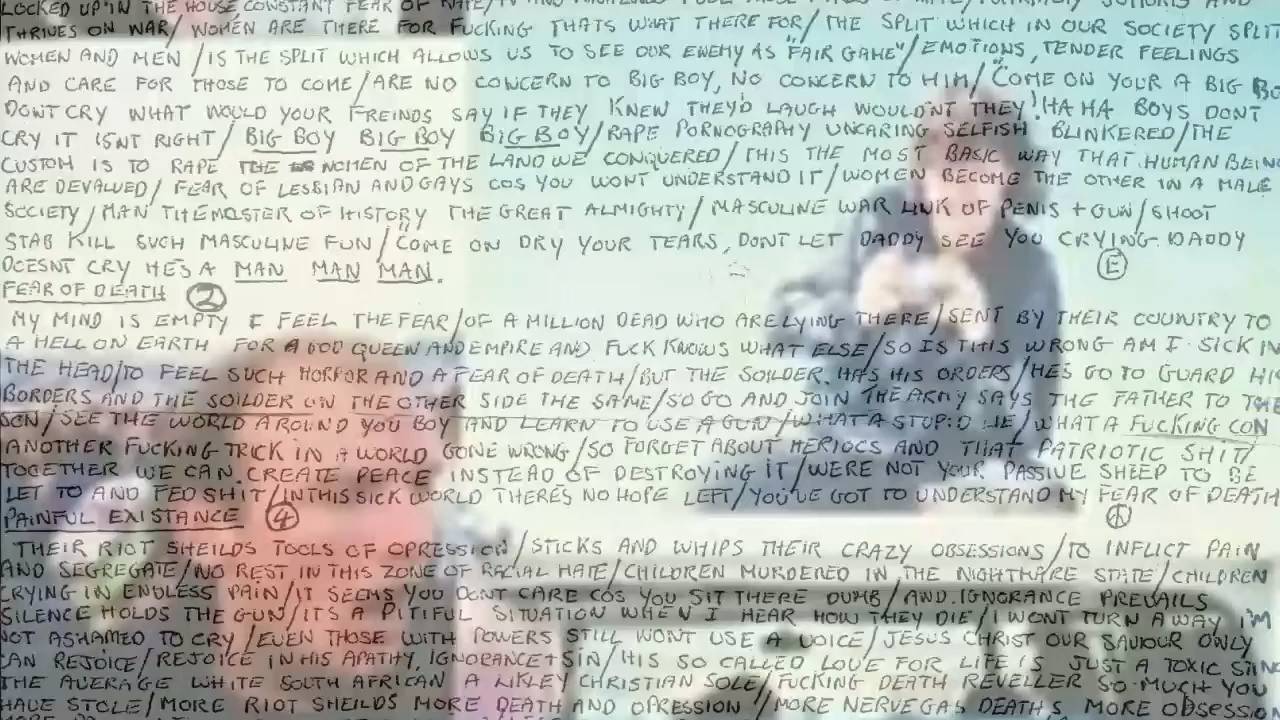 LOCKED UP IN THE HOUSE CONSTANT FEAR OF
THRIVES ON WAR/ WOMEN ARE THERE FOR FUCKING THATS WHAT THERE FOR/THE SPLIT WHICH IN OUR SOCIETY SPLIT
WOMEN AND MEN/IS THE SPLIT WHICH ALLOWS US TO SEE OUR ENEMY AS "FAIR GAME"/EMOTIONS, TENDER FEELINGS
AND CARE FOR THOSE TO COME/ARE NO CONCERN TO BIG BOY, NO CONCERN TO HIM/"COME ON YOUR A BIG BO
DONT CRY WHAT WOULD YOUR FREINDS SAY IF THEY KNEW THEY'D LAUGH WOULDN'T THEY! HA HA BOYS DONT
CRY IT ISNT RIGHT/BIG BOY BIG BOY BIG BOY/RAPE PORNOGRAPHY UNCARING SELFISH BLINKERED/THE
CUSTOM IS TO RAPE THE WOMEN OF THE LAND WE CONQUERED/THIS THE MOST BASIC WAY THAT HUMAN BEING
ARE DEVALUED/ FEAR OF LESBIAN AND GAYS COS YOU WONT UNDERSTAND IT/WOMEN BECOME THE OTHER IN A MALE
SOCIETY/MAN THE MOSTER OF HISTORY THE GREAT ALMIGHTY/MASCULINE WAR LINK OF PENIS + GUN/SHOOT
STAB KILL SUCH MASCULINE FUN/COME ON DRY YOUR TEARS, DONT LET DADDY SEE YOU CRYING. DADDY
DOESNT CRY HE'S A MAN MAN MAN. Ⓔ
FEAR OF DEATH ②
MY MIND IS EMPTY I FEEL THE FEAR/OF A MILLION DEAD WHO ARE LYING THERE/SENT BY THEIR COUNTRY TO
A HELL ON EARTH FOR A GOD QUEEN AND EMPIRE AND FUCK KNOWS WHAT ELSE/SO IS THIS WRONG AM I SICK IN
THE HEAD/TO FEEL SUCH HORROR AND A FEAR OF DEATH/BUT THE SOILDER HAS HIS ORDERS/HE'S GO TO GUARD HIS
BORDERS AND THE SOILDER ON THE OTHER SIDE THE SAME/SO GO AND JOIN THE ARMY SAYS THE FATHER TO THE
SON/SEE THE WORLD AROUND YOU BOY AND LEARN TO USE A GUN/WHAT A STUPID LIE/WHAT A FUCKING CON
ANOTHER FUCKING TRICK IN A WORLD GONE WRONG/SO FORGET ABOUT HERIOCS AND THAT PATRIOTIC SHIT/
TOGETHER WE CAN CREATE PEACE INSTEAD OF DESTROYING IT/WERE NOT YOUR PASSIVE SHEEP TO BE
LET TO AND FED SHIT/IN THIS SICK WORLD THERE'S NO HOPE LEFT/YOU'VE GOT TO UNDERSTAND MY FEAR OF DEATH
PAINFUL EXISTANCE ④
THEIR RIOT SHEILDS TOOLS OF OPRESSION/STICKS AND WHIPS THEIR CRAZY OBSESSIONS/TO INFLICT PAIN
AND SEGREGATE/NO REST IN THIS ZONE OF RACIAL HATE/CHILDREN MURDERED IN THE NIGHTMARE STATE/CHILDREN
CRYING IN ENDLESS PAIN/IT SEEMS YOU DONT CARE COS YOU SIT THERE DUMB/AND IGNORANCE PREVAILS
SILENCE HOLDS THE GUN/ITS A PITIFUL SITUATION WHEN I HEAR HOW THEY DIE/I WONT TURN AWAY I'M
NOT ASHAMED TO CRY/EVEN THOSE WITH POWERS STILL WONT USE A VOICE/JESUS CHRIST OUR SAVOUR ONLY
CAN REJOICE/REJOICE IN HIS APATHY, IGNORANCE + SIN/HIS SO CALLED LOVE FOR LIFE IS JUST A TOXIC
THE AVERAGE WHITE SOUTH AFRICAN A LIKLEY CHRISTIAN SOLE/FUCKING DEATH REVELLER SO MUCH YOU
HAVE STOLE/MORE RIOT SHEILDS MORE DEATH AND OPRESSION/MORE NERVE GAS DEATHS, MORE OBSESSION